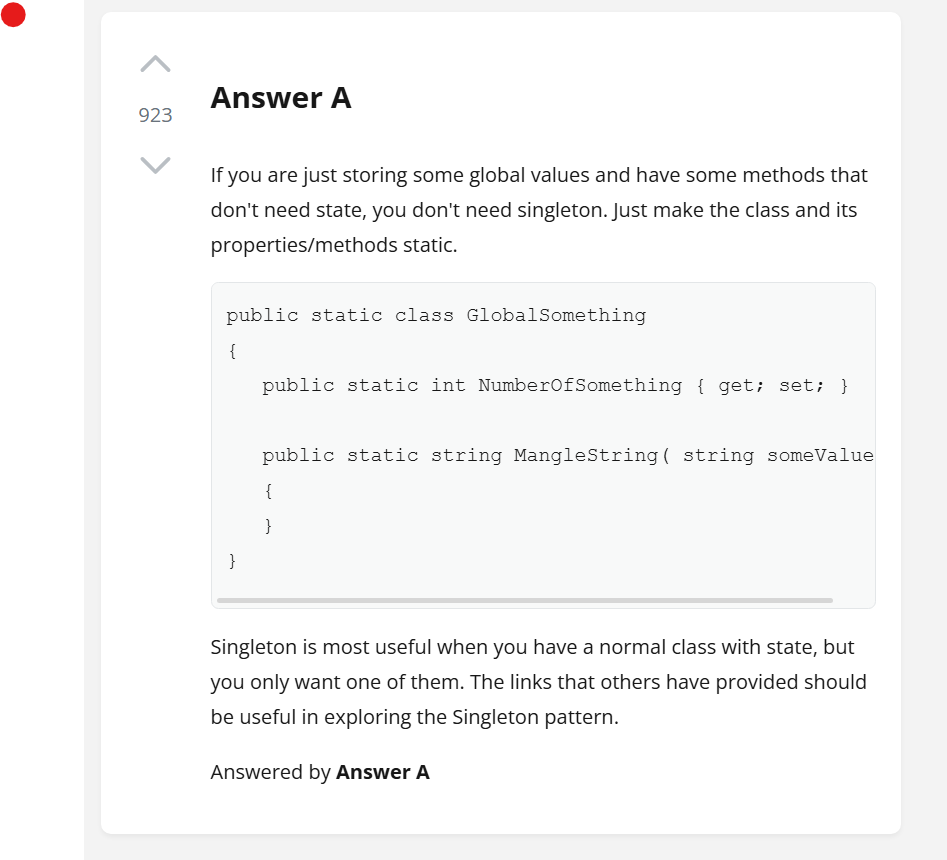 Answer A
923
If you are just storing some global values and have some methods that
don't need state, you don't need singleton. Just make the class and its
properties/methods static.
public static class GlobalSomething
{
   public static int NumberOfSomething { get; set; }
   public static string MangleString( string someValue
   {
   }
}
Singleton is most useful when you have a normal class with state, but
you only want one of them. The links that others have provided should
be useful in exploring the Singleton pattern.
Answered by Answer A